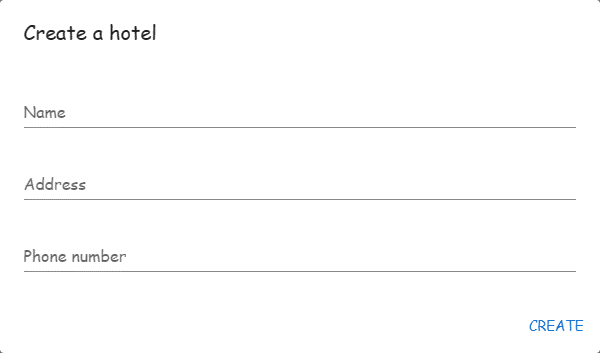 Create a hotel
Name
Address
Phone number
CREATE